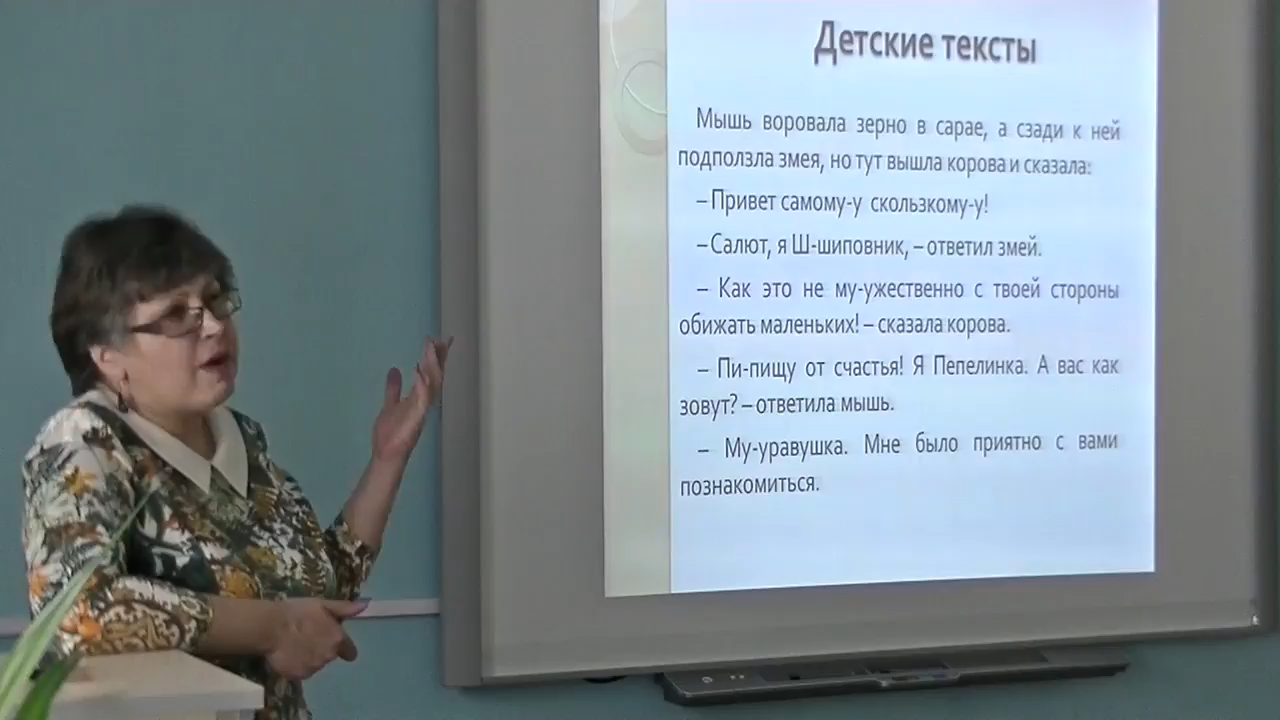 Детские тексты
Мышь воровала зерно в сарае, а сзади к ней
подползла змея, но тут вышла корова и сказала:
– Привет самому-у скользкому-у!
– Салют, я Ш-шиповник, – ответил змей.
– Как это не му-ужественно с твоей стороны
обижать маленьких! – сказала корова.
– Пи-пищу от счастья! Я Пепелинка. А вас как
зовут? – ответила мышь.
– Му-уравушка. Мне было приятно с вами
познакомиться.